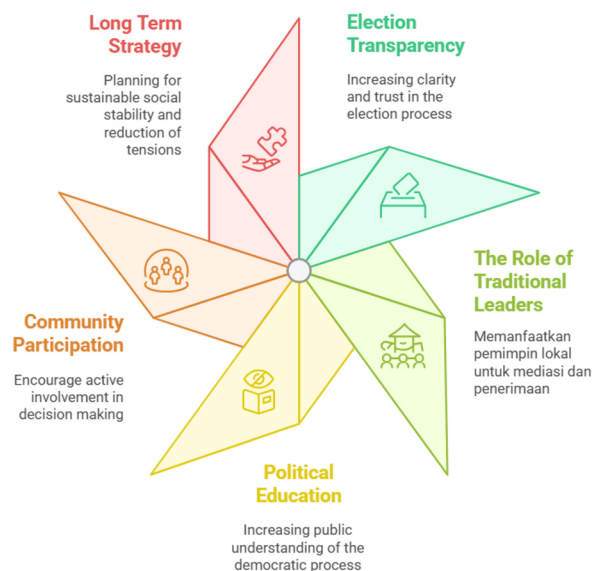 Long Term
Strategy
Planning for
sustainable social
stability and
reduction of
tensions
Election
Transparency
Increasing clarity
and trust in the
election process
The Role of
Traditional
Leaders
Memanfaatkan
pemimpin lokal
untuk mediasi dan
penerimaan
Community
Participation
Encourage active
involvement in
decision making
Political
Education
Increasing public
understanding of the
democratic process